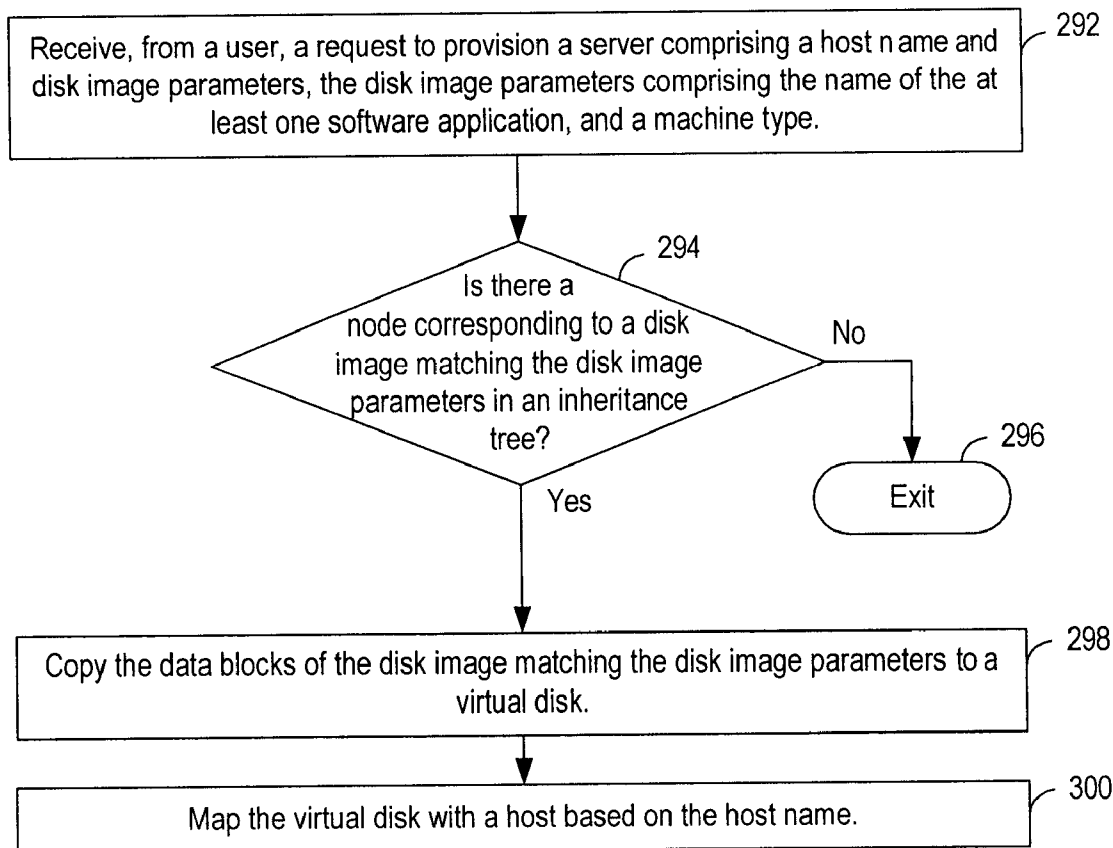 292
Receive, from a user, a request to provision a server comprising a host name and
disk image parameters, the disk image parameters comprising the name of the at
least one software application, and a machine type.
294
Is there a
node corresponding to a disk
image matching the disk image
parameters in an inheritance
tree?
No
296
Exit
Yes
298
Copy the data blocks of the disk image matching the disk image parameters to a
virtual disk.
300
Map the virtual disk with a host based on the host name.